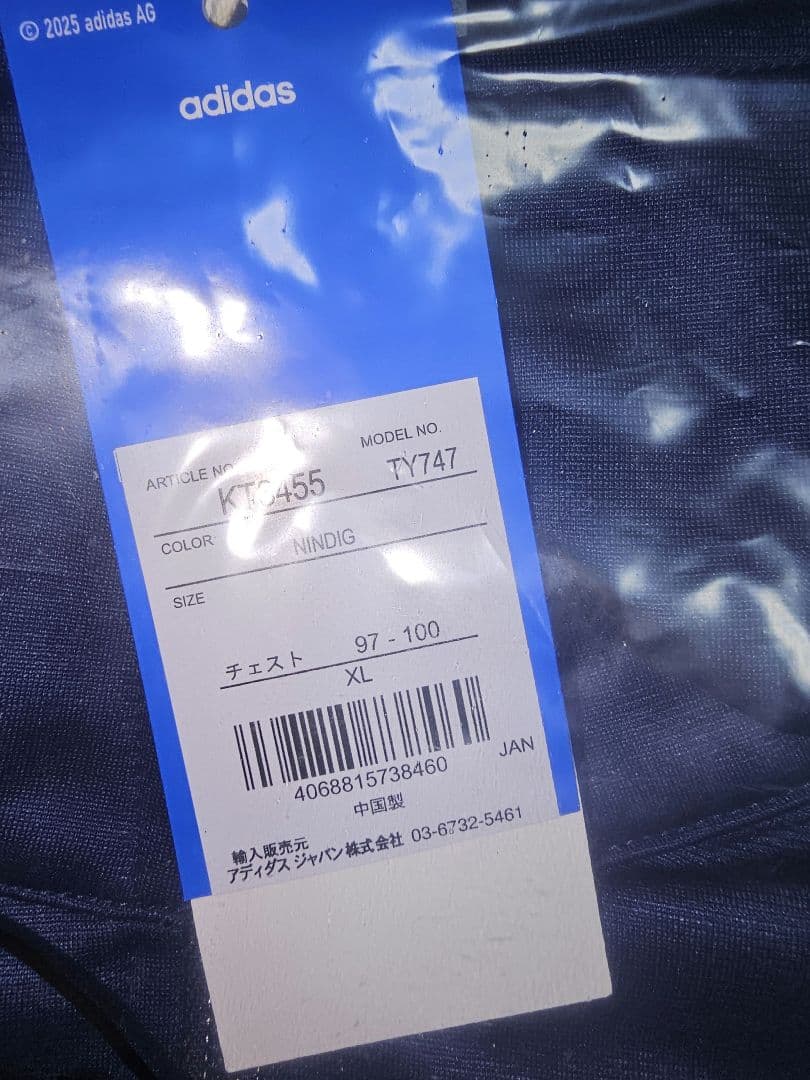 © 2025 adidas AG
adidas
ARTICLE NO.
MODEL NO.
TY747
COLOR
NINDIG
SIZE
チェスト 97 - 100
XL
4068815738460
JAN
中国製
輸入販売元
アディダス ジャパン株式会社 03-6732-5461